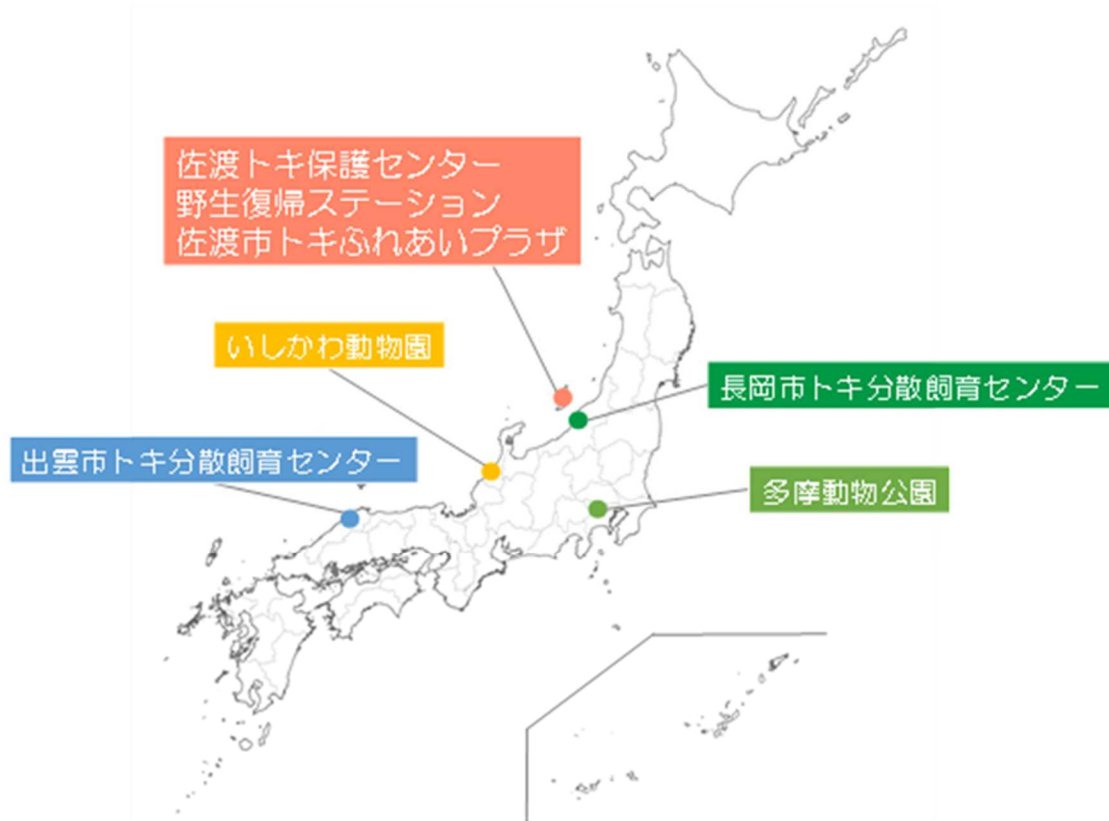 佐渡トキ保護センター
野生復帰ステーション
佐渡市トキふれあいプラザ
いしかわ動物園
長岡市トキ分散飼育センター
出雲市トキ分散飼育センター
多摩動物公園